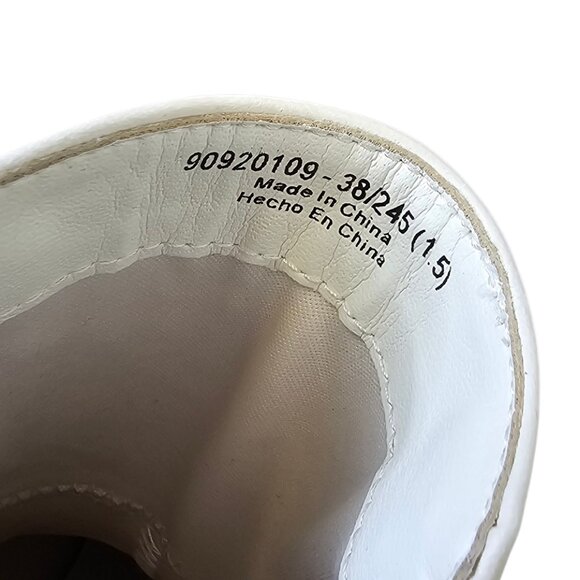 90920109 - 38/245 (1.5)
Made In China
Hecho En China